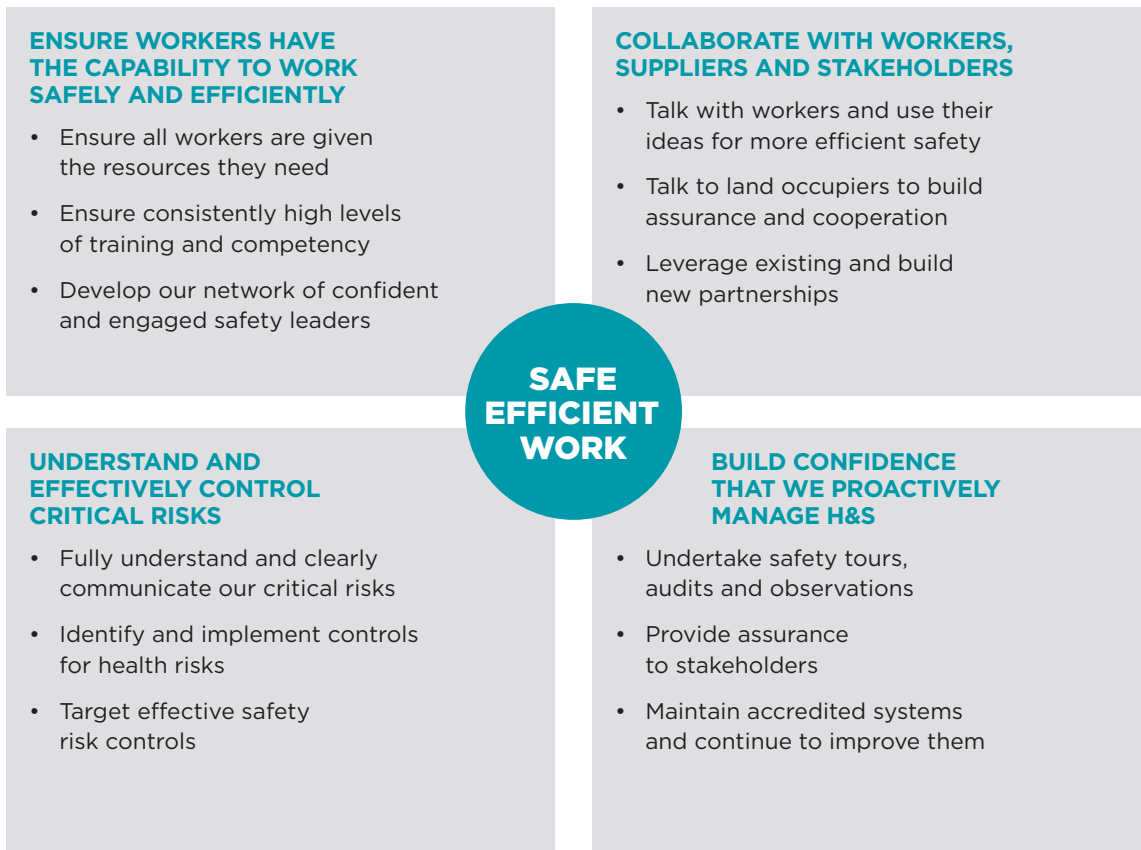 ENSURE WORKERS HAVE
THE CAPABILITY TO WORK
SAFELY AND EFFICIENTLY
• Ensure all workers are given
the resources they need
• Ensure consistently high levels
of training and competency
• Develop our network of confident
and engaged safety leaders
COLLABORATE WITH WORKERS,
SUPPLIERS AND STAKEHOLDERS
• Talk with workers and use their
ideas for more efficient safety
• Talk to land occupiers to build
assurance and cooperation
• Leverage existing and build
new partnerships
SAFE
EFFICIENT
WORK
UNDERSTAND AND
EFFECTIVELY CONTROL
CRITICAL RISKS
• Fully understand and clearly
communicate our critical risks
• Identify and implement controls
for health risks
• Target effective safety
risk controls
BUILD CONFIDENCE
THAT WE PROACTIVELY
MANAGE H&S
• Undertake safety tours,
audits and observations
• Provide assurance
to stakeholders
• Maintain accredited systems
and continue to improve them